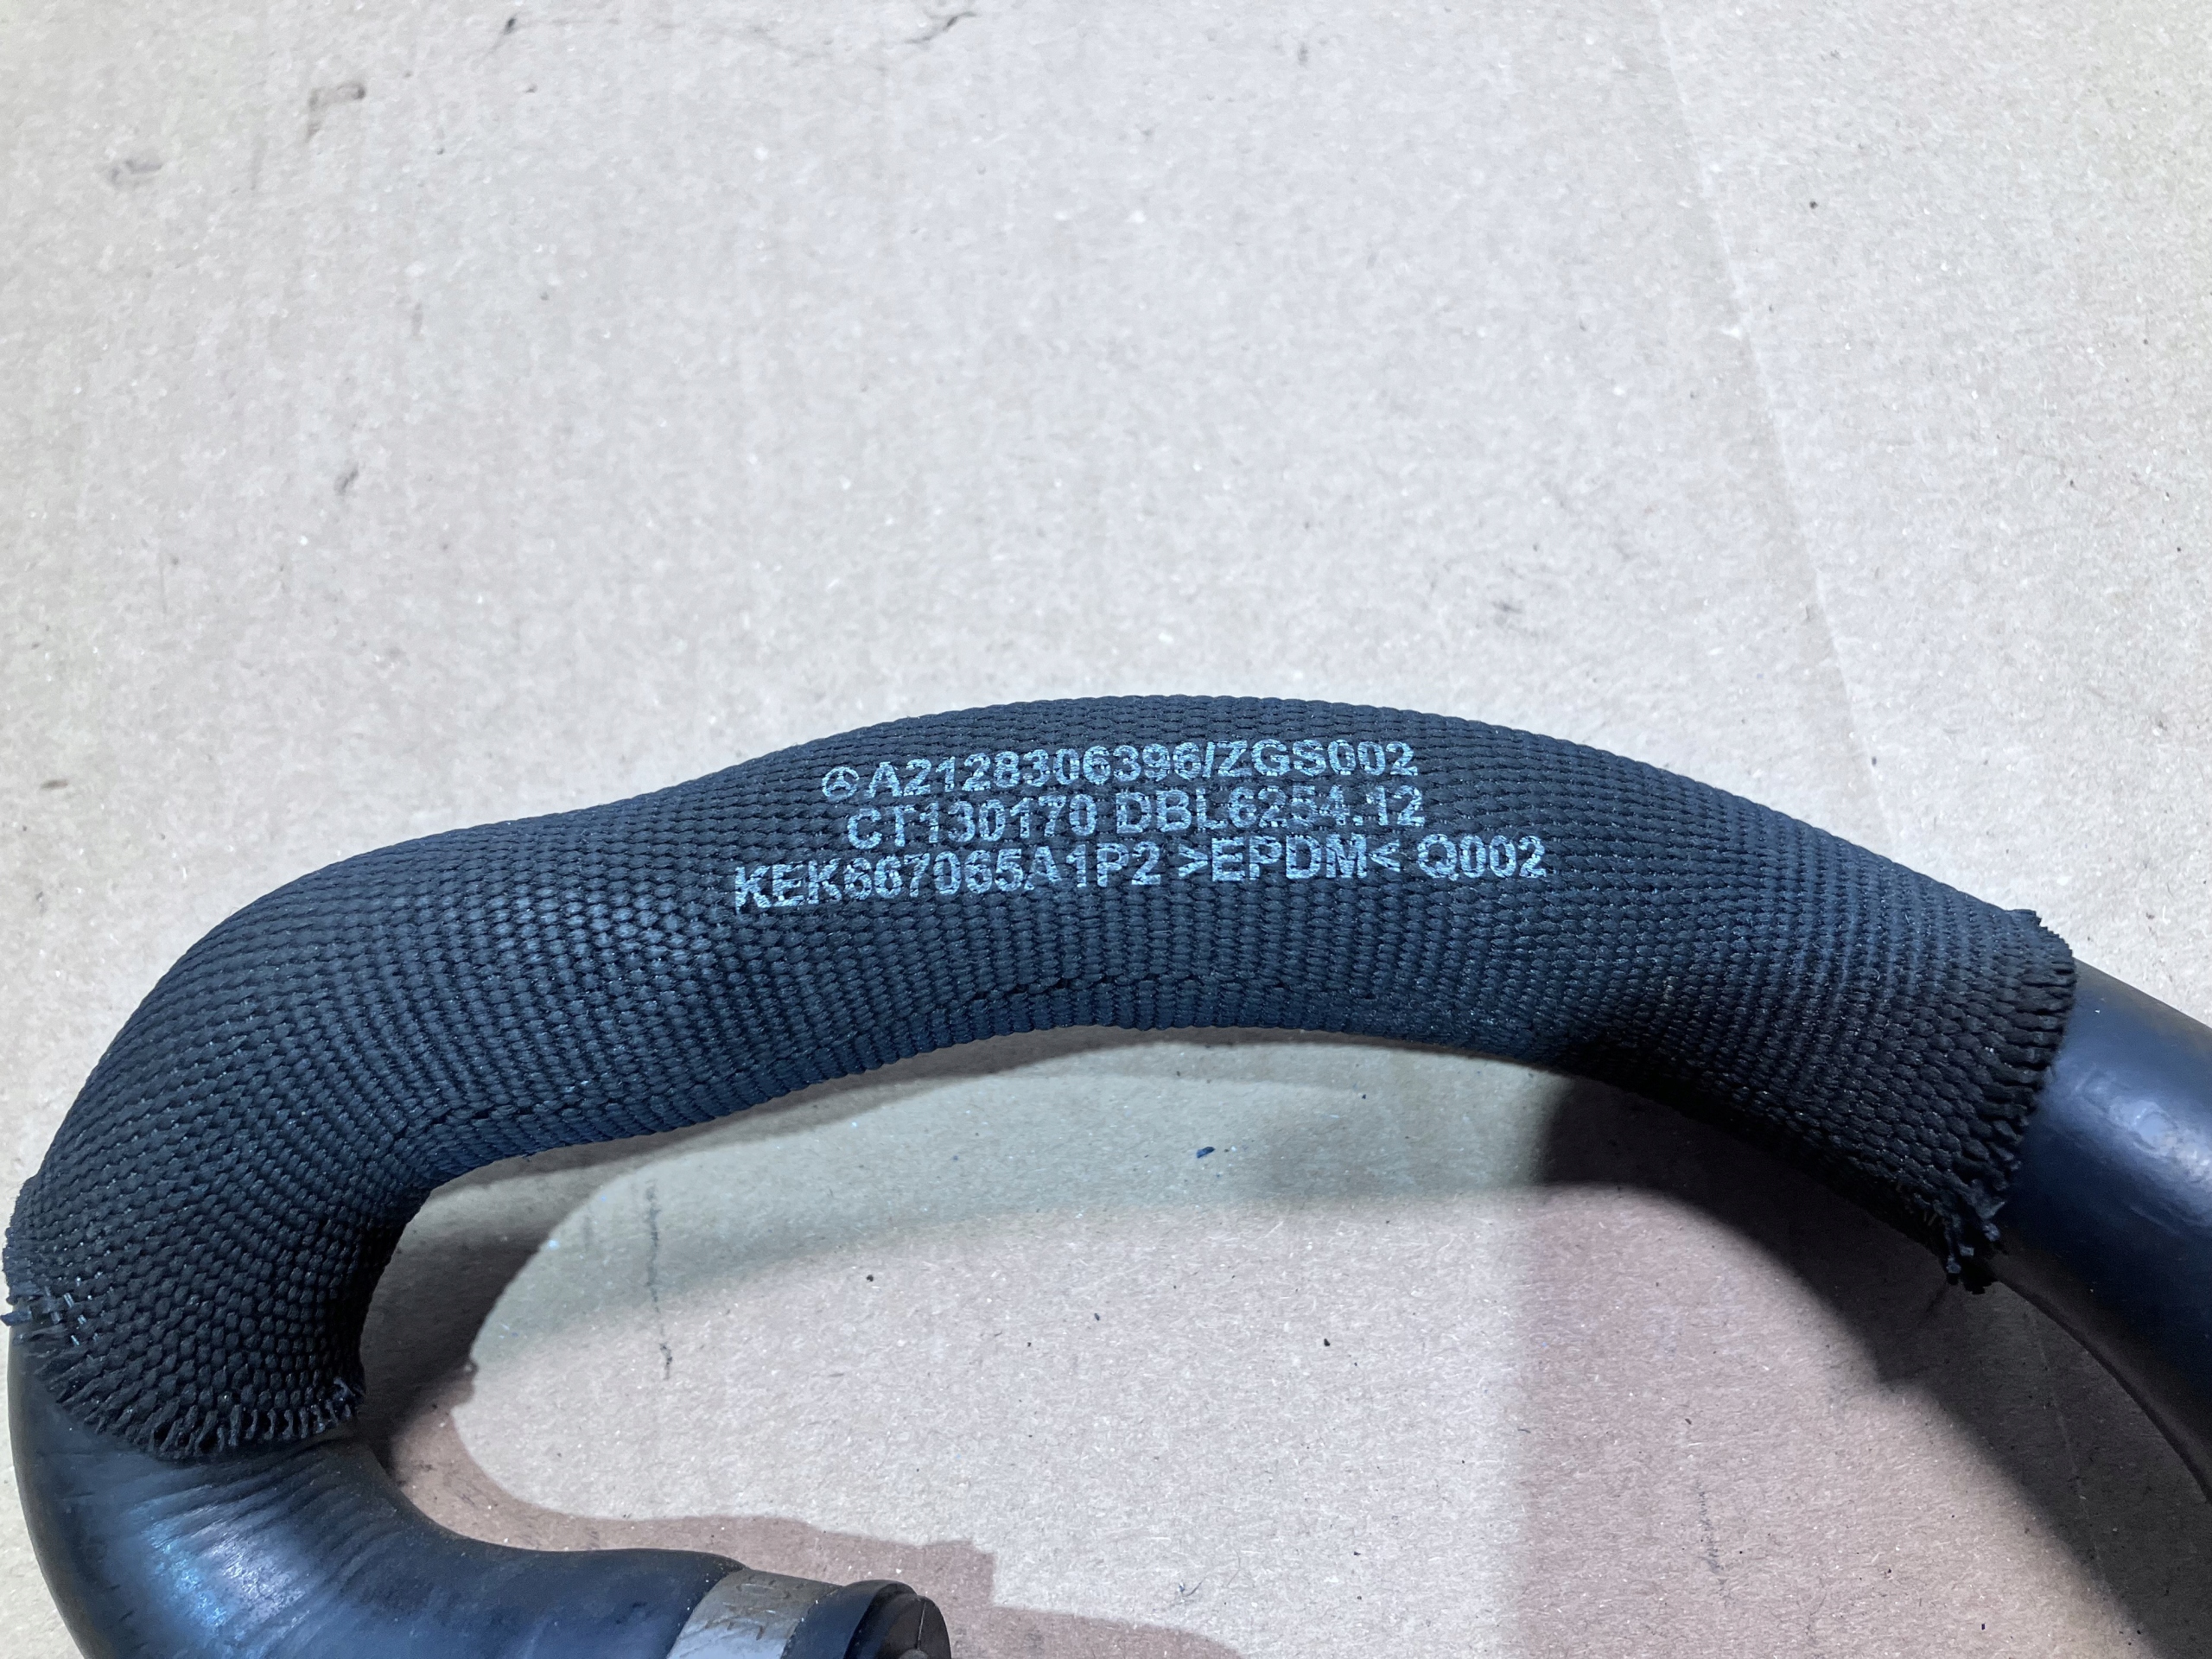 A2128306396/ZGS002
CT130170 DBL6254.12
KEK667065A1P2 >EPDM< Q002